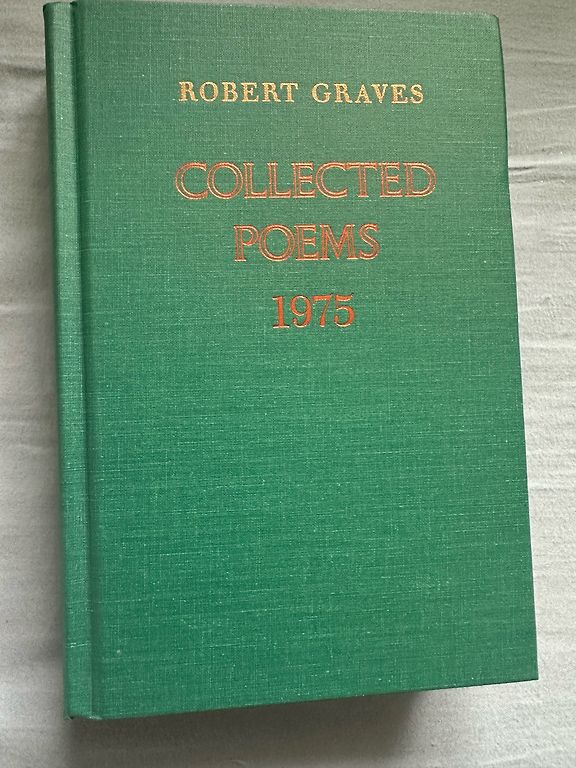 ROBERT GRAVES
COLLECTED
POEMS
1975